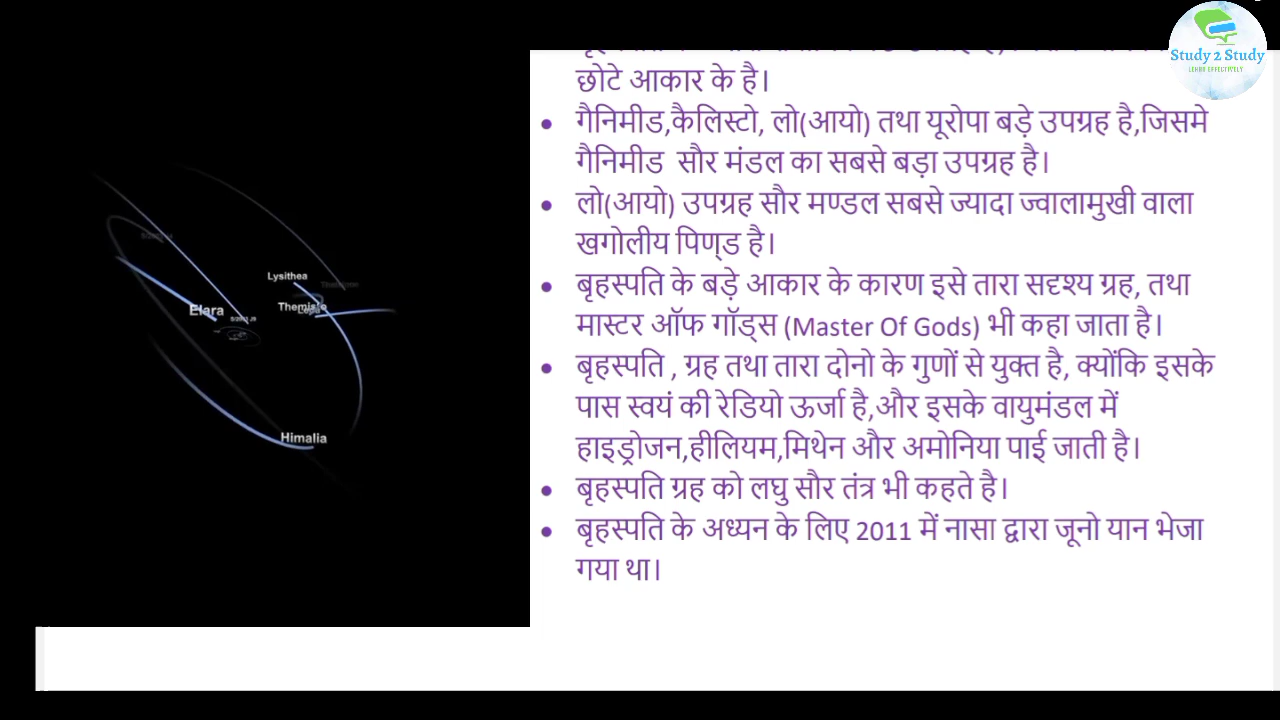 Study 2 Study
LEARN EFFECTIVELY
छोटे आकार के है।
• गैनिमीड,कैलिस्टो, लो(आयो) तथा यूरोपा बड़े उपग्रह है,जिसमे
गैनिमीड सौर मंडल का सबसे बड़ा उपग्रह है।
• लो(आयो) उपग्रह सौर मण्डल सबसे ज्यादा ज्वालामुखी वाला
खगोलीय पिण्ड है।
• बृहस्पति के बड़े आकार के कारण इसे तारा सदृश्य ग्रह, तथा
मास्टर ऑफ गॉड्स (Master Of Gods) भी कहा जाता है।
• बृहस्पति , ग्रह तथा तारा दोनो के गुणों से युक्त है, क्योंकि इसके
पास स्वयं की रेडियो ऊर्जा है,और इसके वायुमंडल में
हाइड्रोजन,हीलियम,मिथेन और अमोनिया पाई जाती है।
• बृहस्पति ग्रह को लघु सौर तंत्र भी कहते है।
• बृहस्पति के अध्यन के लिए 2011 में नासा द्वारा जूनो यान भेजा
गया था।
Lysithea
Themisto
Elara
Himalia